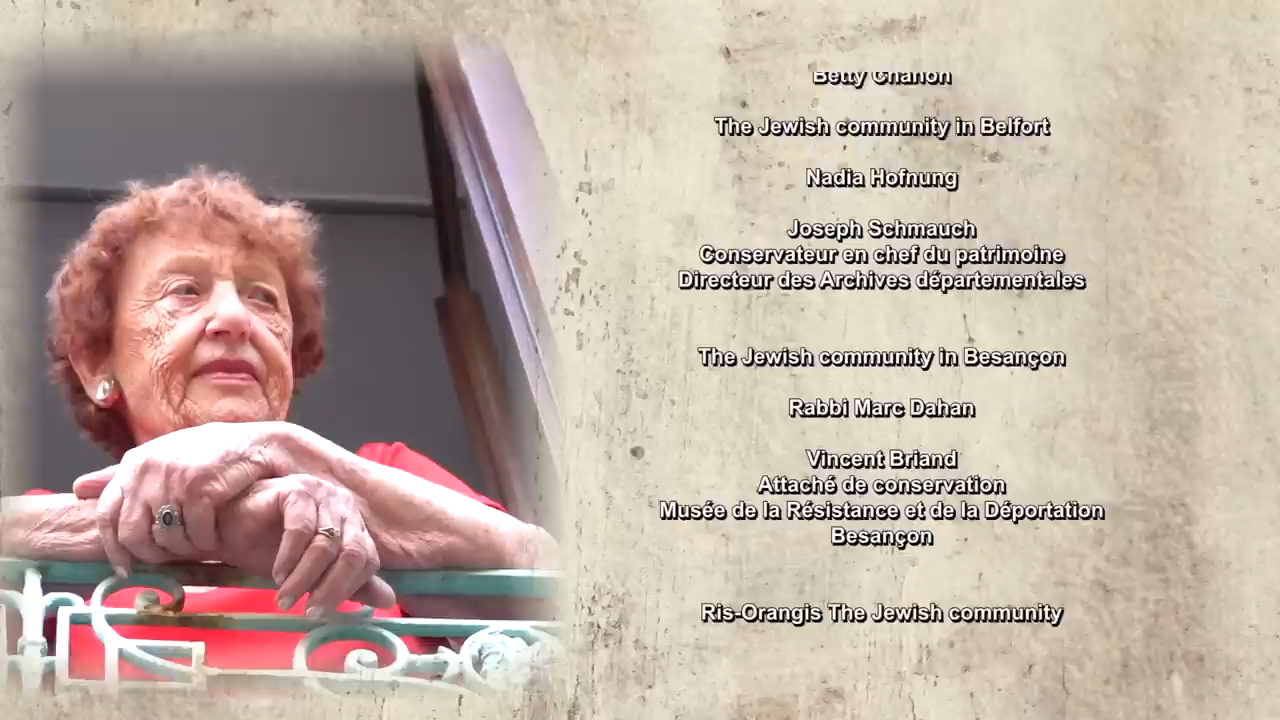 Betty Chanon
The Jewish community in Belfort
Nadia Hofnung
Joseph Schmauch
Conservateur en chef du patrimoine
Directeur des Archives départementales
The Jewish community in Besançon
Rabbi Marc Dahan
Vincent Briand
Attaché de conservation
Musée de la Résistance et de la Déportation
Besançon
Ris-Orangis The Jewish community